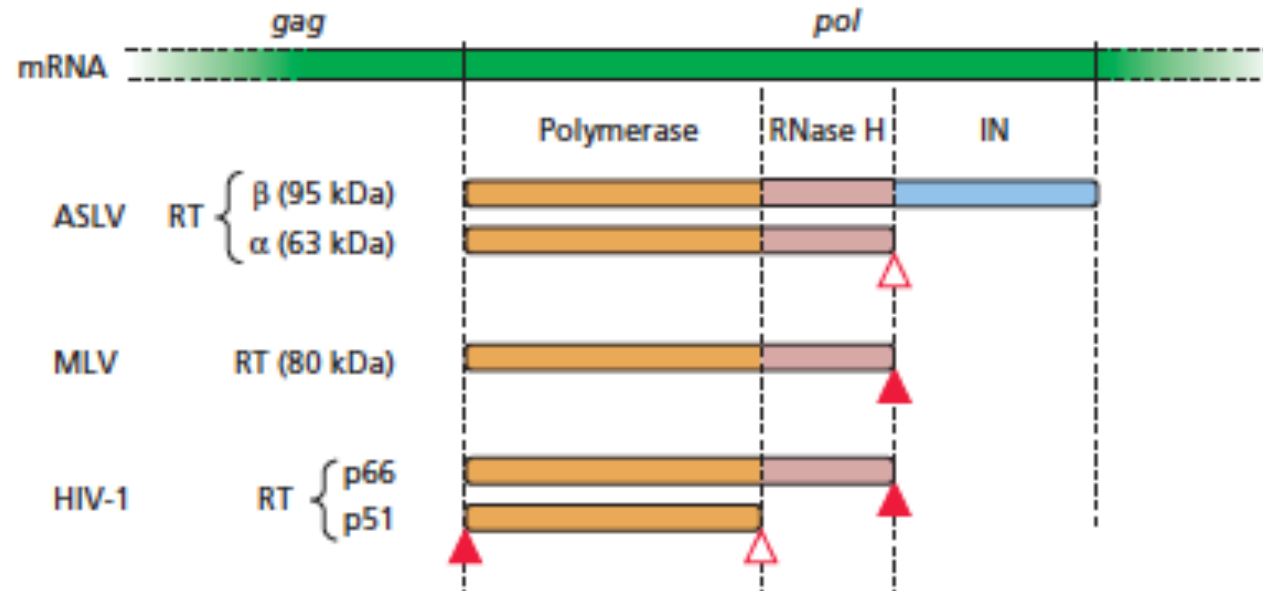 gag pol
mRNA
Polymerase RNase H IN
ASLV RT β (95 kDa)
α (63 kDa)
MLV RT (80 kDa)
HIV-1 RT p66
p51